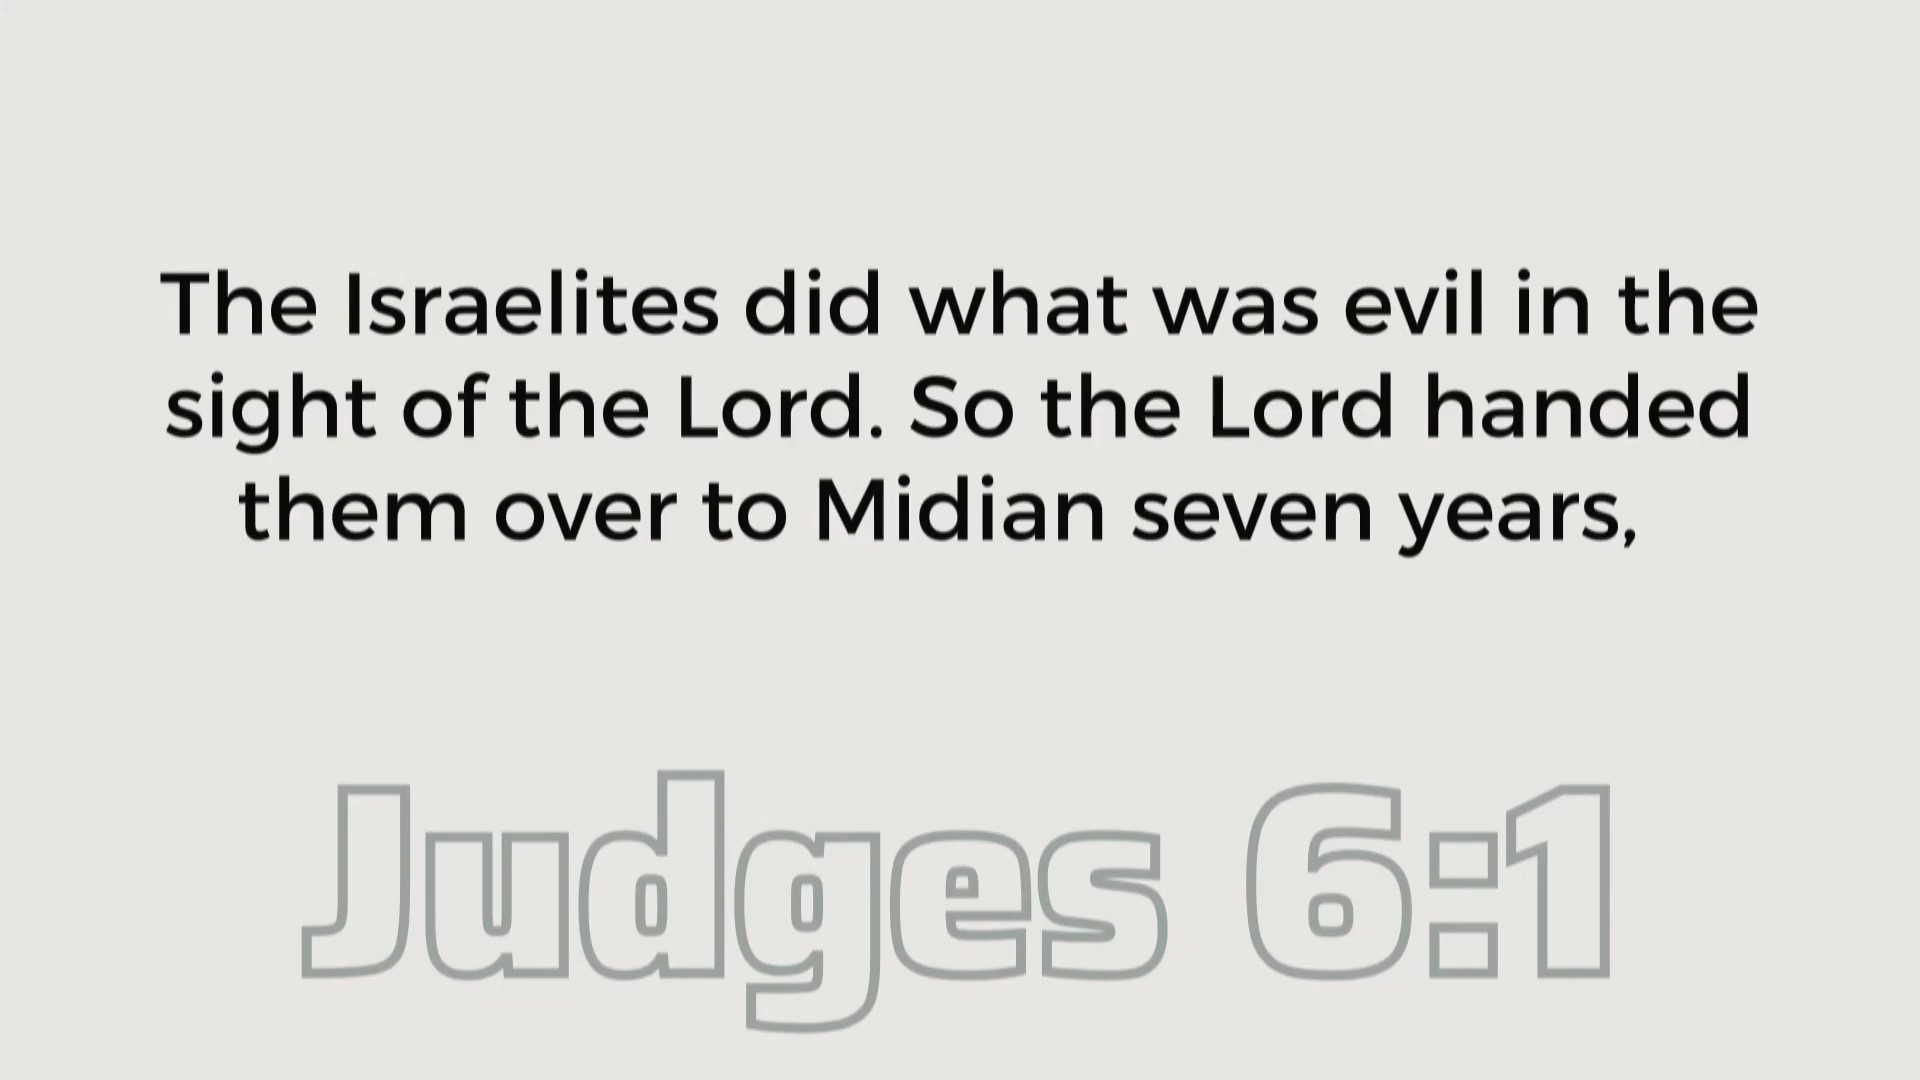 The Israelites did what was evil in the
sight of the Lord. So the Lord handed
them over to Midian seven years,
Judges 6:1